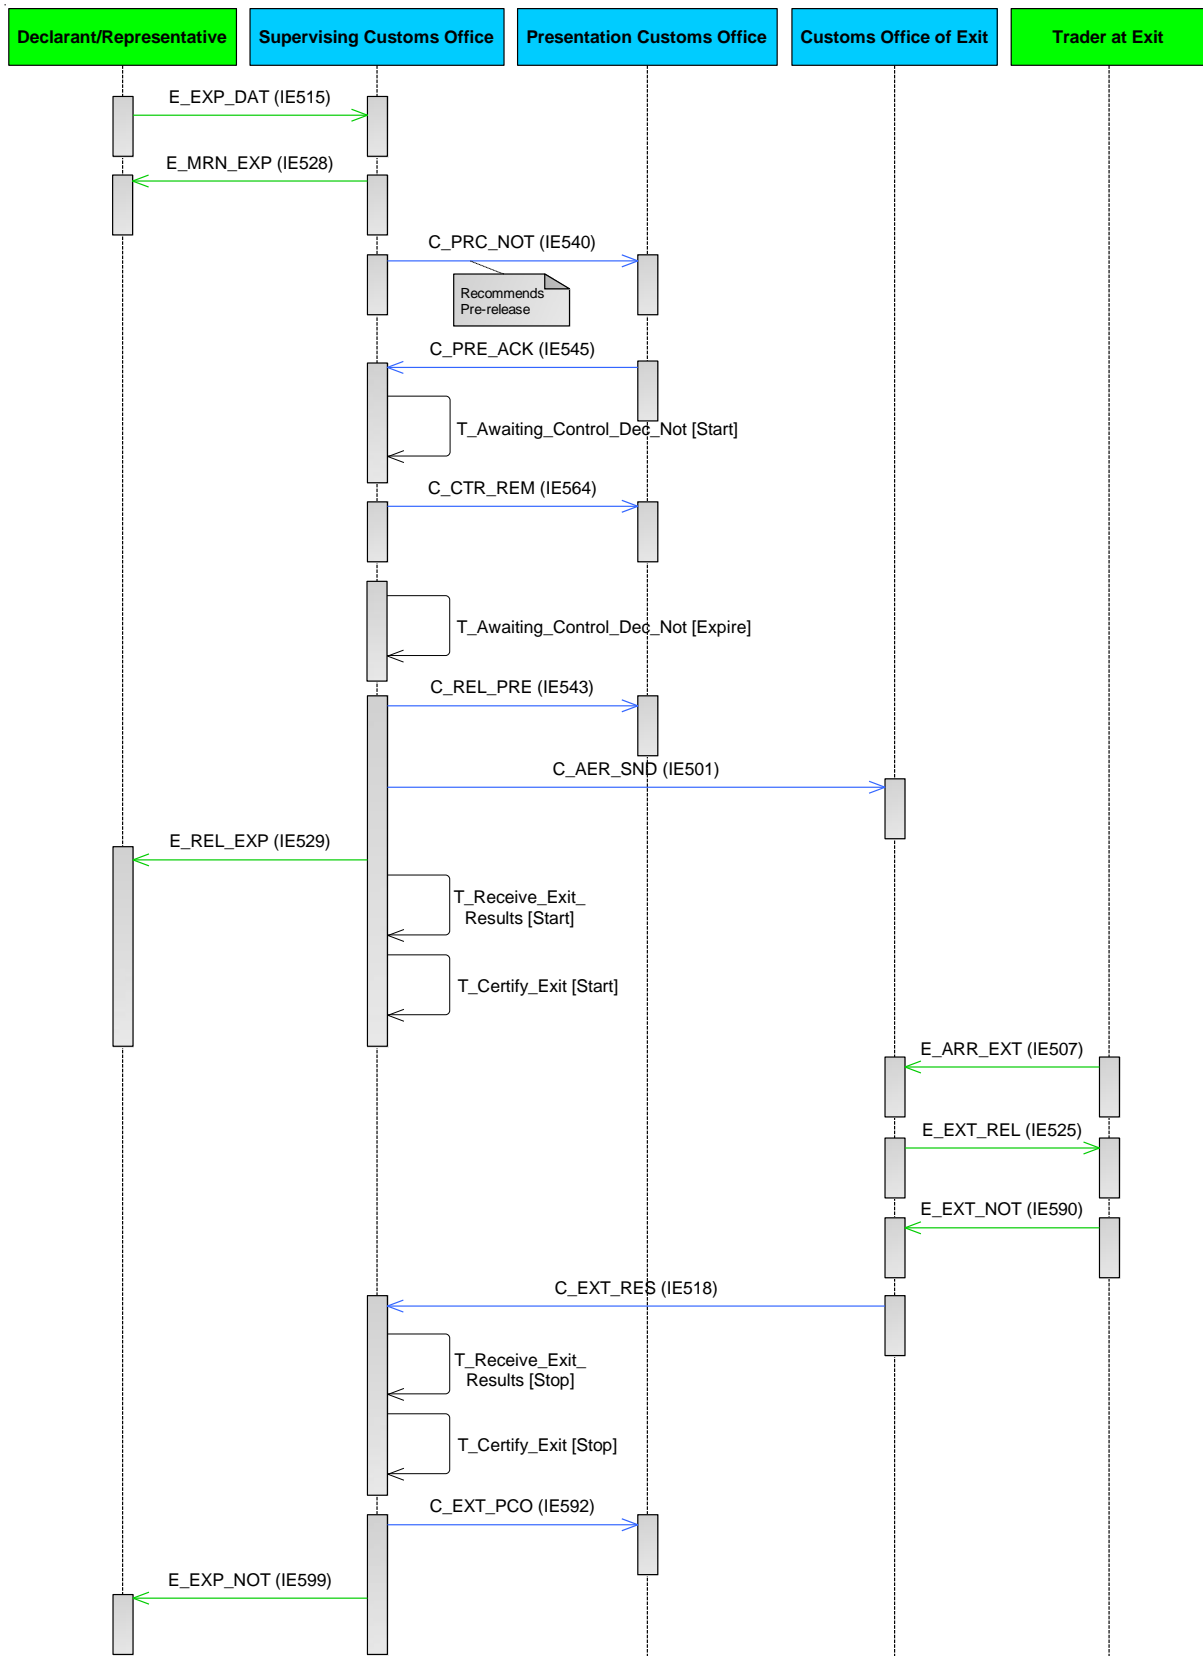 Declarant/Representative
Supervising Customs Office
Presentation Customs Office
Customs Office of Exit
Trader at Exit
E_EXP_DAT (IE515)
E_MRN_EXP (IE528)
C_PRC_NOT (IE540)
Recommends
Pre-release
C_PRE_ACK (IE545)
T_Awaiting_Control_Dec_Not [Start]
C_CTR_REM (IE564)
T_Awaiting_Control_Dec_Not [Expire]
C_REL_PRE (IE543)
C_AER_SND (IE501)
E_REL_EXP (IE529)
T_Receive_Exit_
Results [Start]
T_Certify_Exit [Start]
E_ARR_EXT (IE507)
E_EXT_REL (IE525)
E_EXT_NOT (IE590)
C_EXT_RES (IE518)
T_Receive_Exit_
Results [Stop]
T_Certify_Exit [Stop]
C_EXT_PCO (IE592)
E_EXP_NOT (IE599)